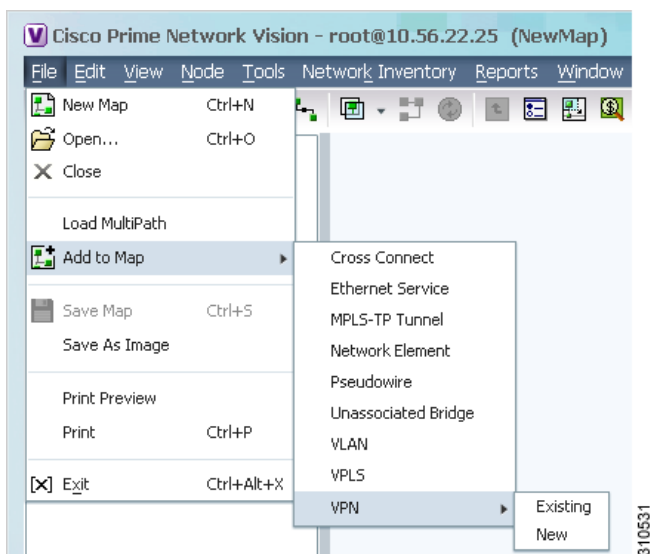 V Cisco Prime Network Vision - root@10.56.22.25 (NewMap)
File Edit View Node Tools Network Inventory Reports Window
New Map Ctrl+N
Open... Ctrl+O
Close
Load MultiPath
Add to Map
Cross Connect
Ethernet Service
MPLS-TP Tunnel
Network Element
Pseudowire
Unassociated Bridge
VLAN
VPLS
VPN
Existing
New
Save Map Ctrl+S
Save As Image
Print Preview
Print Ctrl+P
[x] Exit Ctrl+Alt+X
310531